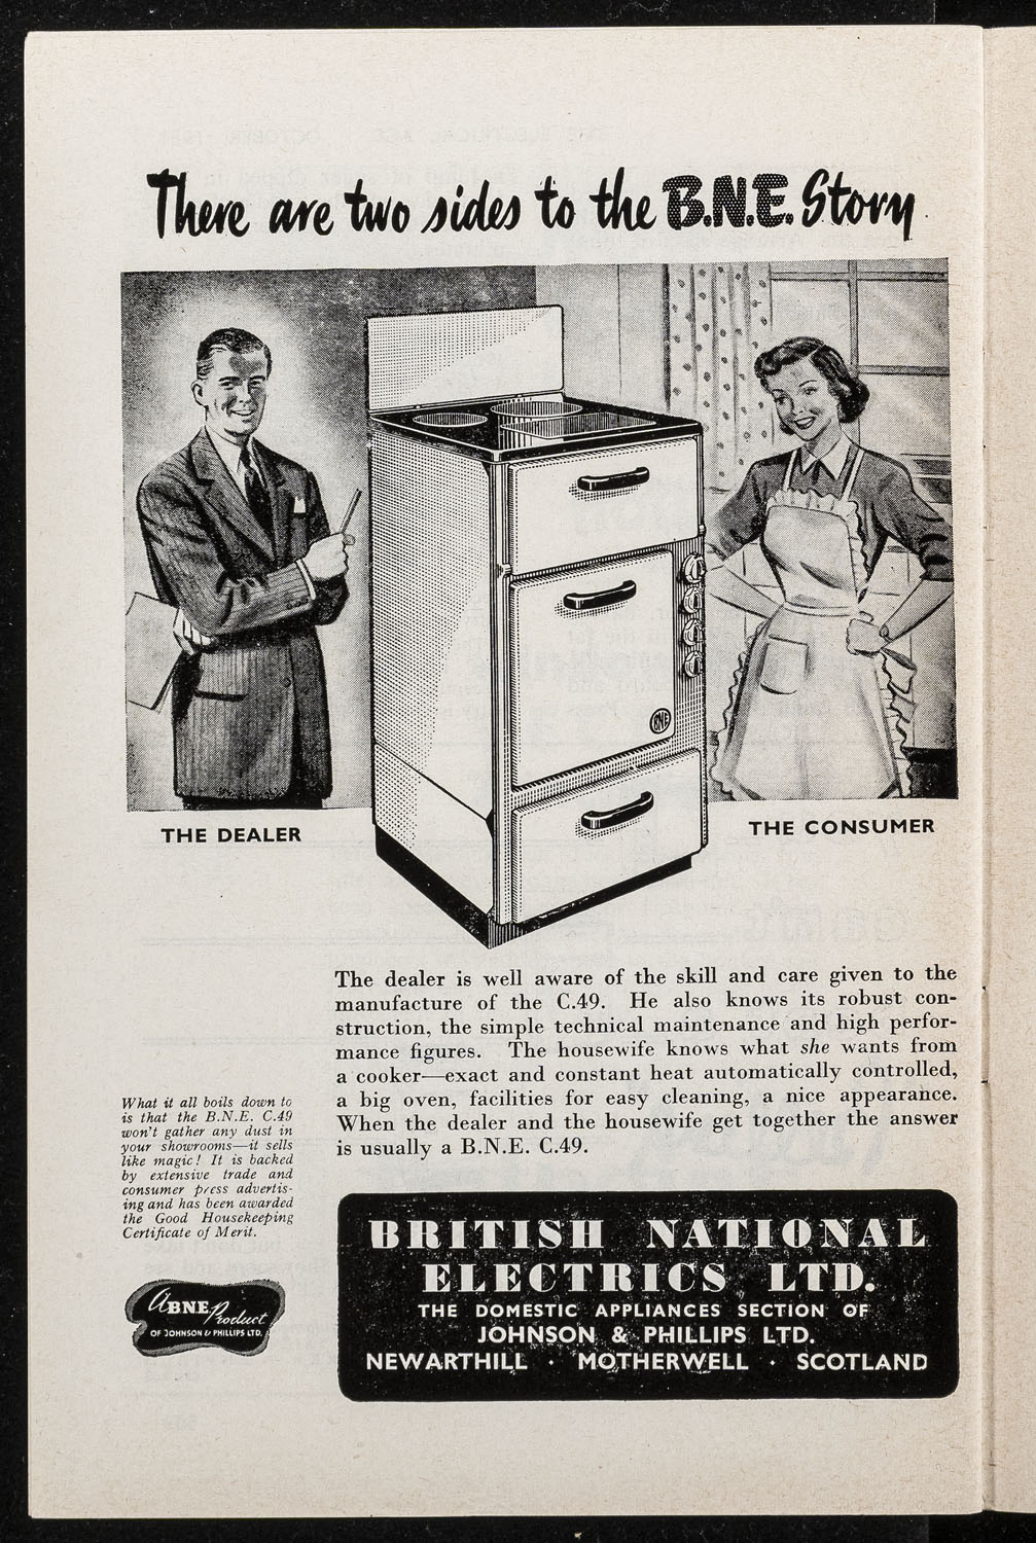 There are two sides to the B.N.E. Story
BNE
THE DEALER
THE CONSUMER
The dealer is well aware of the skill and care given to the
manufacture of the C.49. He also knows its robust con-
struction, the simple technical maintenance and high perfor-
mance figures. The housewife knows what she wants from
a cooker—exact and constant heat automatically controlled,
a big oven, facilities for easy cleaning, a nice appearance.
When the dealer and the housewife get together the answer
is usually a B.N.E. C.49.
What it all boils down to
is that the B.N.E. C.49
won't gather any dust in
your showrooms—it sells
like magic! It is backed
by extensive trade and
consumer press advertis-
ing and has been awarded
the Good Housekeeping
Certificate of Merit.
A BNE Product
OF JOHNSON & PHILLIPS LTD.
BRITISH NATIONAL
ELECTRICS LTD.
THE DOMESTIC APPLIANCES SECTION OF
JOHNSON & PHILLIPS LTD.
NEWARTHILL · MOTHERWELL · SCOTLAND